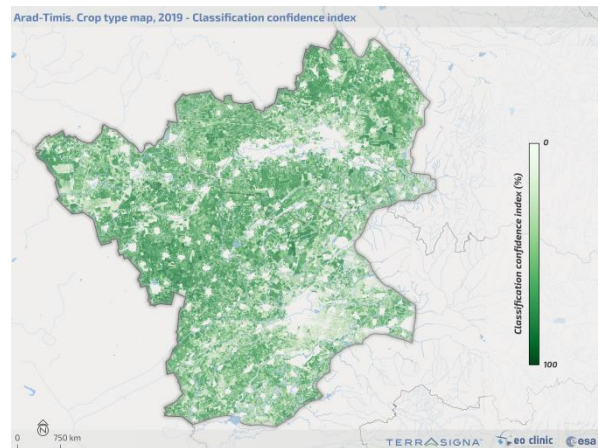 Arad-Timis. Crop type map, 2019 - Classification confidence index
0
Classification confidence index (%)
100
N
0 750 km
TERRASIGNA
eo clinic
esa